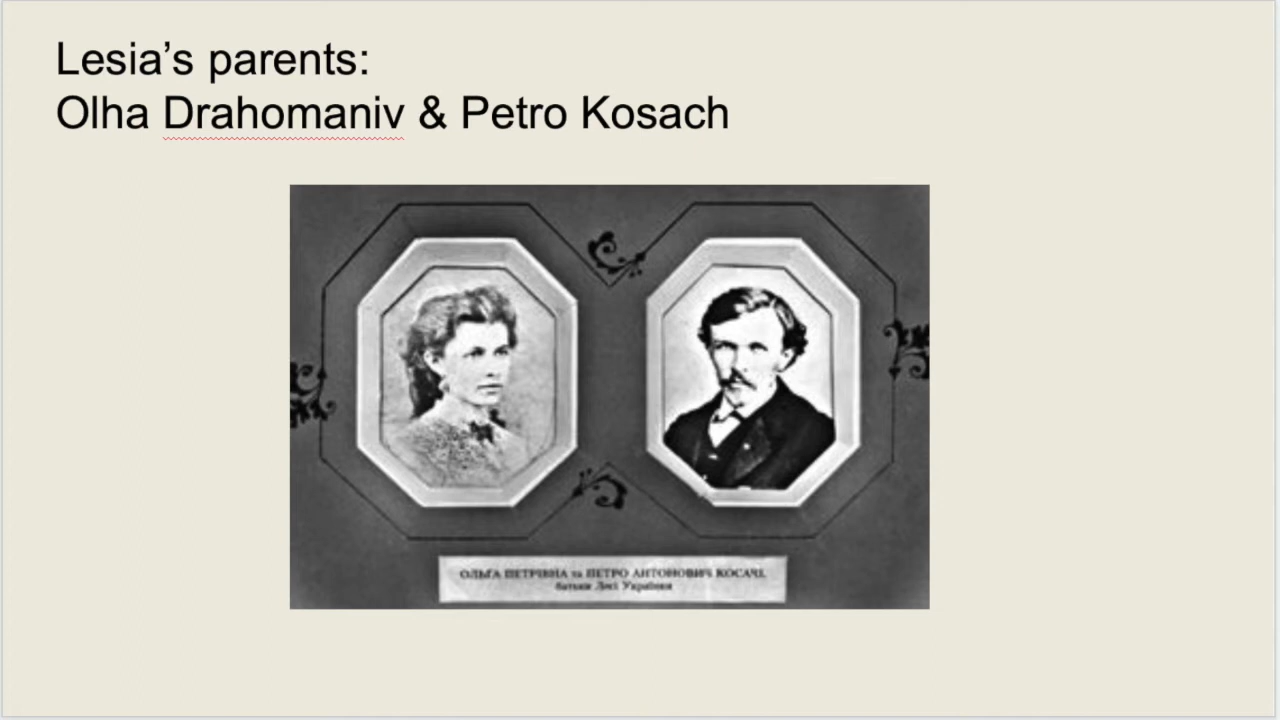 Lesia’s parents:
Olha Drahomaniv & Petro Kosach
ОЛЬГА ПЕТРІВНА та ПЕТРО АНТОНОВИЧ КОСАЧІ,
батьки Лесі Українки